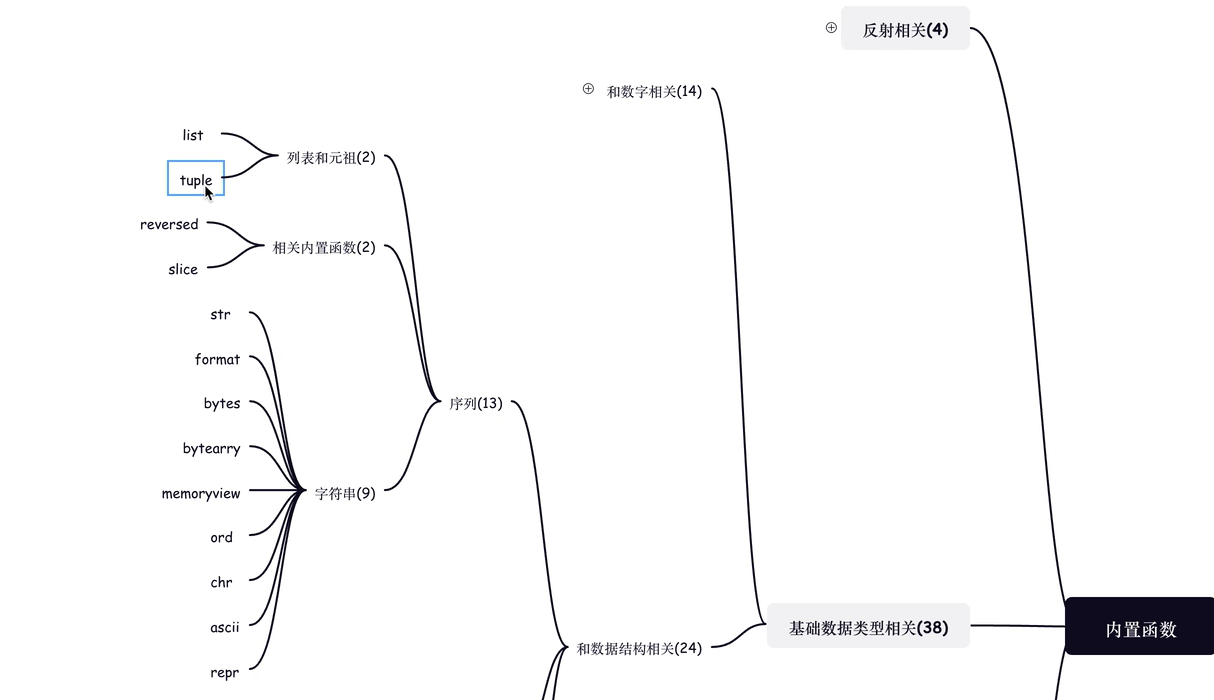 反射相关(4)
和数字相关(14)
list
列表和元祖(2)
tuple
reversed
相关内置函数(2)
slice
str
format
bytes
序列(13)
bytearry
memoryview
字符串(9)
ord
chr
ascii
基础数据类型相关(38)
内置函数
和数据结构相关(24)
repr